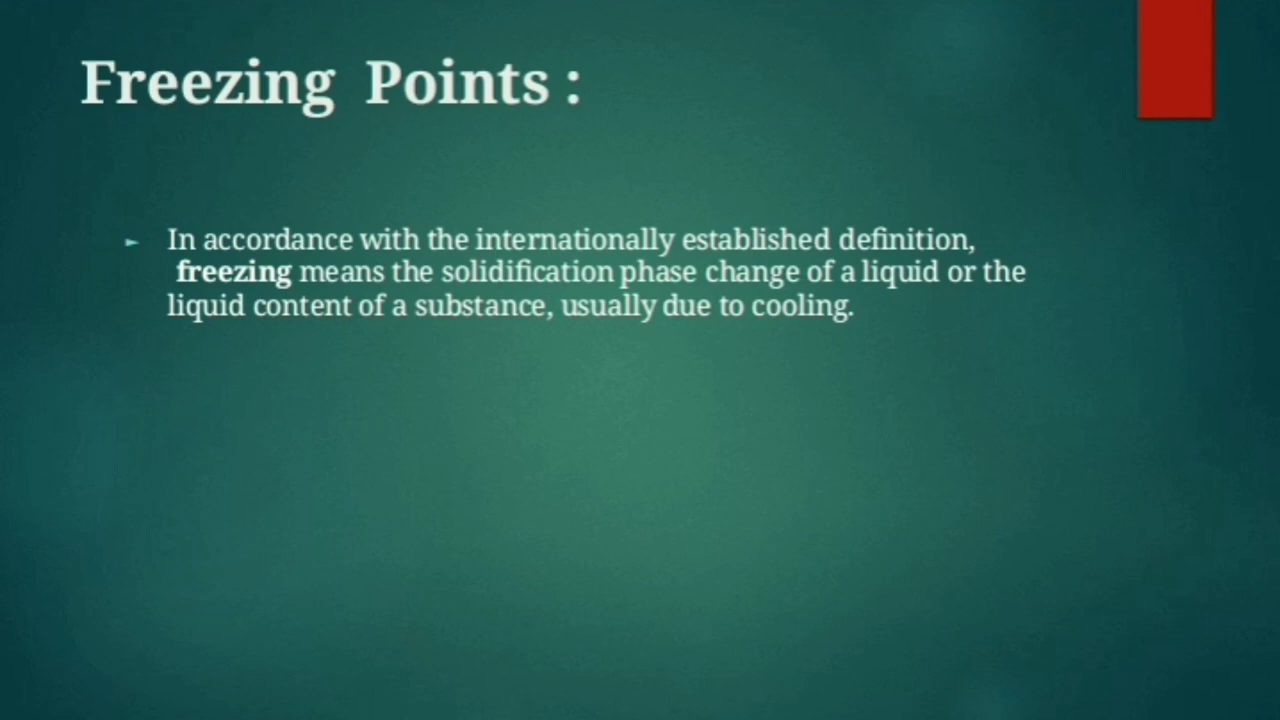 Freezing Points :
In accordance with the internationally established definition,
freezing means the solidification phase change of a liquid or the
liquid content of a substance, usually due to cooling.